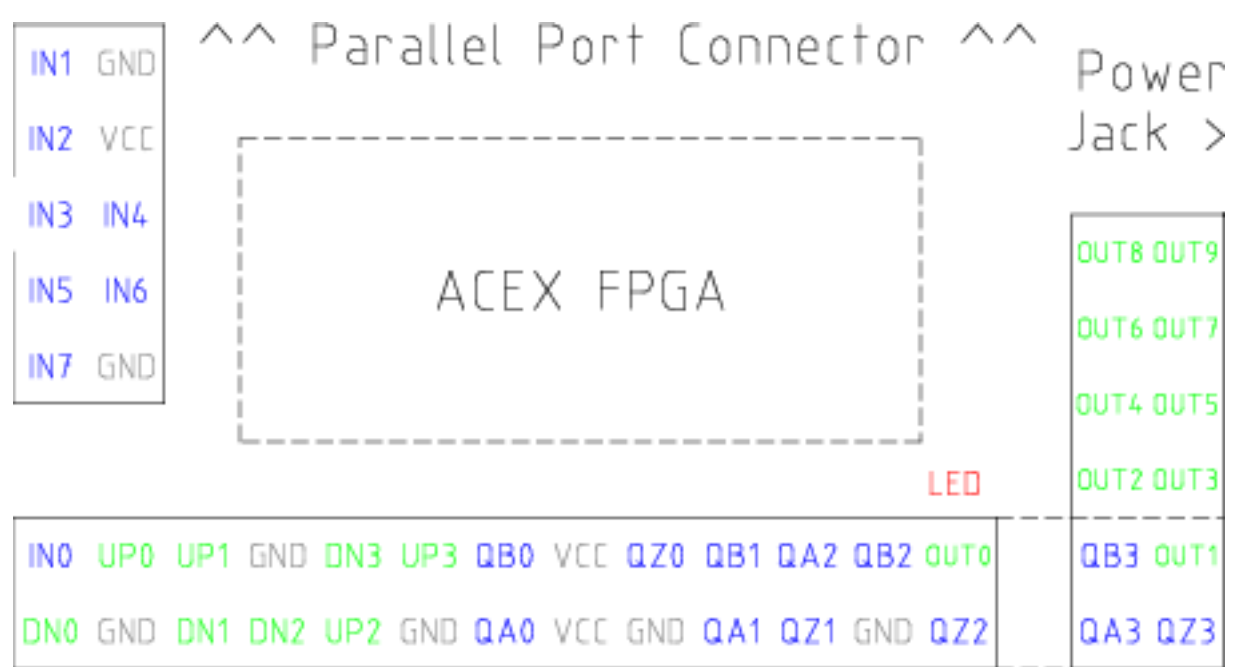 ^^ Parallel Port Connector ^^
Power
Jack >
IN1 GND
IN2 VCC
IN3 IN4
IN5 IN6
IN7 GND
ACEX FPGA
OUT8 OUT9
OUT6 OUT7
OUT4 OUT5
OUT2 OUT3
LED
IN0 UP0 UP1 GND DN3 UP3 QB0 VCC QZ0 QB1 QA2 QB2 OUT0
DN0 GND DN1 DN2 UP2 GND QA0 VCC GND QA1 QZ1 GND QZ2
QB3 OUT1
QA3 QZ3